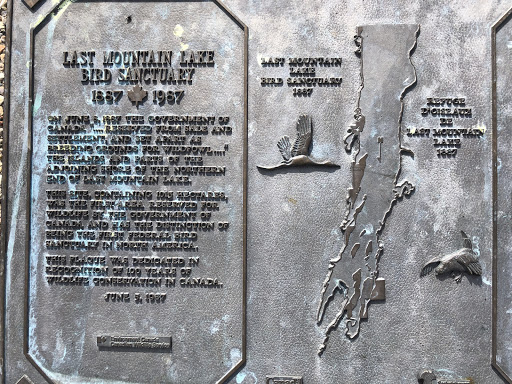 LAST MOUNTAIN LAKE
BIRD SANCTUARY
1887 1987
ON JUNE 8, 1887 THE GOVERNMENT OF
CANADA "...RESERVED FROM SALE AND
SETTLEMENT AND SET APART AS
BREEDING GROUNDS FOR WILDFOWL...."
THE ISLANDS AND PARTS OF THE
ADJOINING SHORE OF THE NORTHERN
END OF LAST MOUNTAIN LAKE.
THE SITE, CONTAINING 1025 HECTARES,
WAS THE FIRST AREA RESERVED FOR
WILDLIFE BY THE GOVERNMENT OF
CANADA AND HAS THE DISTINCTION OF
BEING THE FIRST FEDERAL BIRD
SANCTUARY IN NORTH AMERICA.
THIS PLAQUE WAS DEDICATED IN
RECOGNITION OF 100 YEARS OF
WILDLIFE CONSERVATION IN CANADA.
JUNE 5, 1987
LAST MOUNTAIN
LAKE
BIRD SANCTUARY
1887
REFUGE
D'OISEAUX
DE
LAST MOUNTAIN
LAKE
1887